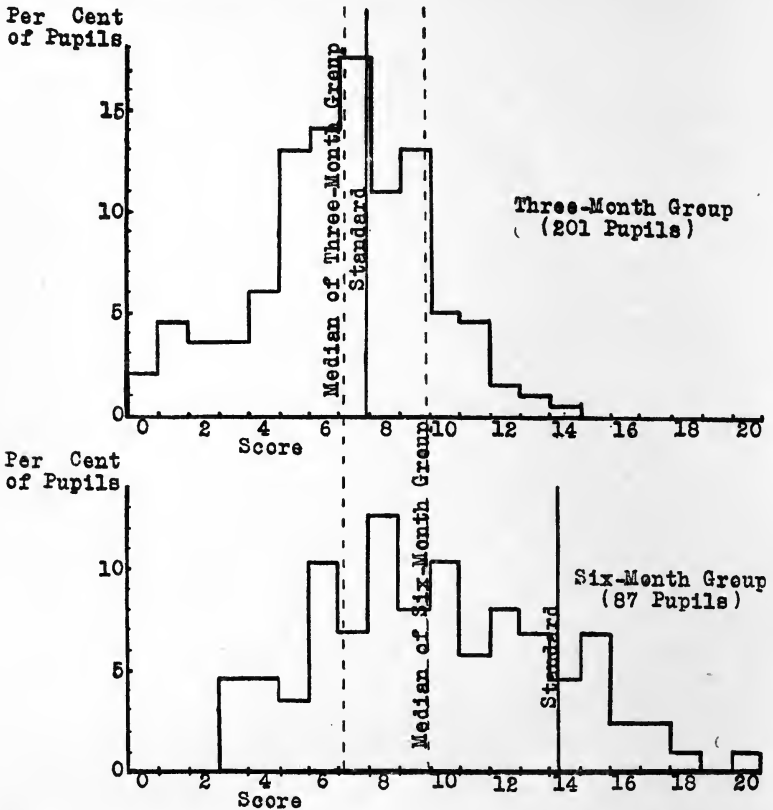 Per Cent
of Pupils
15
10
5
0
Median of Three-Month Group
Standard
Three-Month Group
(201 Pupils)
0 2 4 6 8 10 12 14 16 18 20
Score
Per Cent
of Pupils
10
5
0
Median of Six-Month Group
Standard
Six-Month Group
(87 Pupils)
0 2 4 6 8 10 12 14 16 18 20
Score